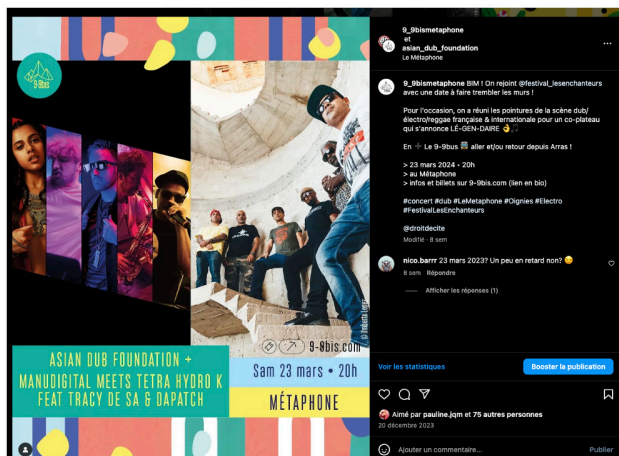 9-9bis
© Nobutа Lerue
9-9bis.com
ASIAN DUB FOUNDATION +
MANUDIGITAL MEETS TETRA HYDRO K
FEAT TRACY DE SA & DAPATCH
Sam 23 mars • 20h
MÉTAPHONE
9_9bismetaphone
et
asian_dub_foundation
Le Métaphone
9_9bismetaphone BIM ! On rejoint @festival_lesenchanteurs
avec une date à faire trembler les murs !
Pour l'occasion, on a réuni les pointures de la scène dub/
électro/reggae française & internationale pour un co-plateau
qui s'annonce LÉ-GEN-DAIRE 👌🎵
En ➕ Le 9-9bus 🚌 aller et/ou retour depuis Arras !
> 23 mars 2024 • 20h
> au Métaphone
> infos et billets sur 9-9bis.com (lien en bio)
#concert #dub #LeMetaphone #Oignies #Electro
#FestivalLesEnchanteurs
@droitdecite
Modifié · 8 sem
nico.barrr 23 mars 2023? Un peu en retard non? 😉
8 sem Répondre
Afficher les réponses (1)
Voir les statistiques
Booster la publication
Aimé par pauline.jqm et 75 autres personnes
20 décembre 2023
Ajouter un commentaire...
Publier